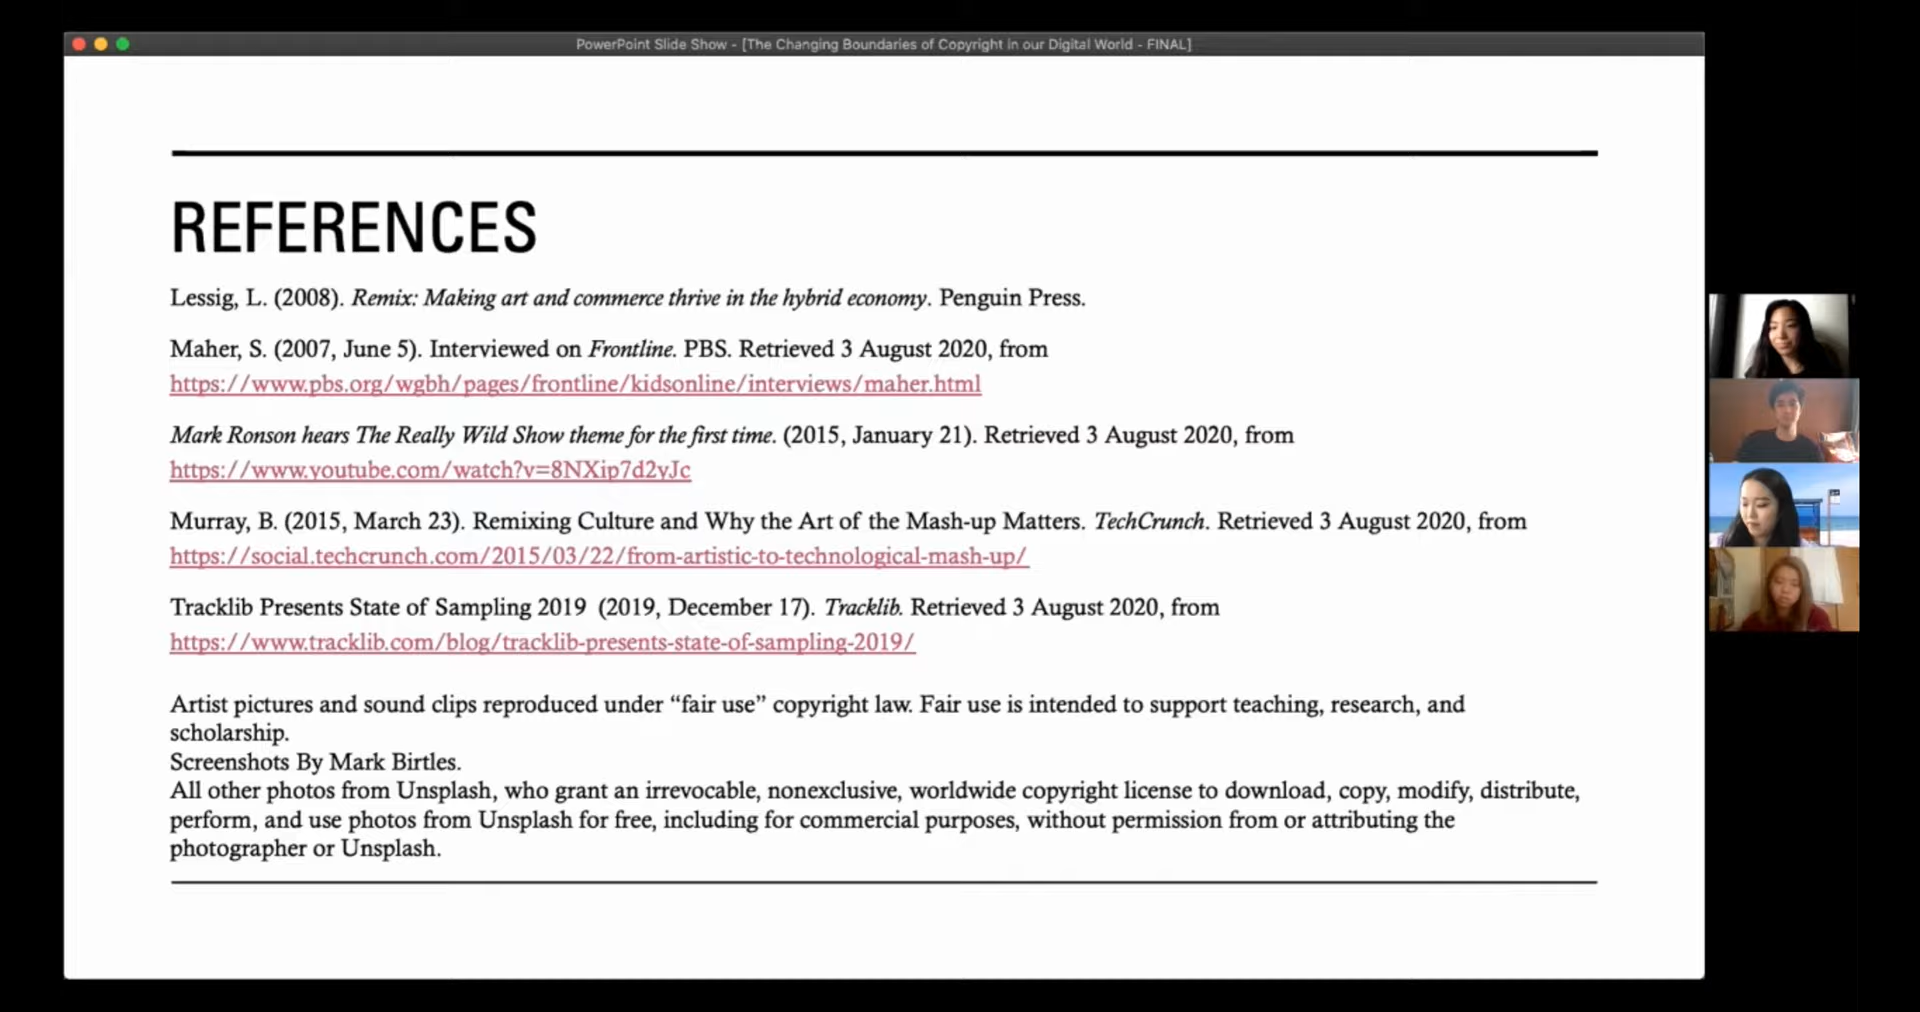 PowerPoint Slide Show - [The Changing Boundaries of Copyright in our Digital World - FINAL]
REFERENCES
Lessig, L. (2008). Remix: Making art and commerce thrive in the hybrid economy. Penguin Press.
Maher, S. (2007, June 5). Interviewed on Frontline. PBS. Retrieved 3 August 2020, from
https://www.pbs.org/wgbh/pages/frontline/kidsonline/interviews/maher.html
Mark Ronson hears The Really Wild Show theme for the first time. (2015, January 21). Retrieved 3 August 2020, from
https://www.youtube.com/watch?v=8NXip7d2yJc
Murray, B. (2015, March 23). Remixing Culture and Why the Art of the Mash-up Matters. TechCrunch. Retrieved 3 August 2020, from
https://social.techcrunch.com/2015/03/22/from-artistic-to-technological-mash-up/
Tracklib Presents State of Sampling 2019 (2019, December 17). Tracklib. Retrieved 3 August 2020, from
https://www.tracklib.com/blog/tracklib-presents-state-of-sampling-2019/
Artist pictures and sound clips reproduced under “fair use” copyright law. Fair use is intended to support teaching, research, and
scholarship.
Screenshots By Mark Birtles.
All other photos from Unsplash, who grant an irrevocable, nonexclusive, worldwide copyright license to download, copy, modify, distribute,
perform, and use photos from Unsplash for free, including for commercial purposes, without permission from or attributing the
photographer or Unsplash.